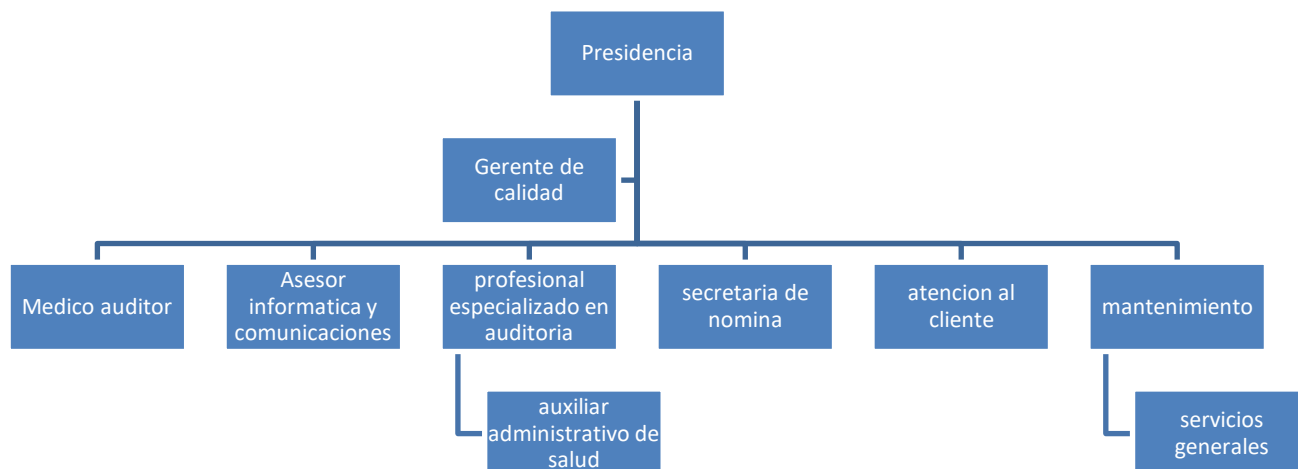 Presidencia
Gerente de
calidad
Medico auditor
Asesor
informatica y
comunicaciones
profesional
especializado en
auditoria
secretaria de
nomina
atencion al
cliente
mantenimiento
auxiliar
administrativo de
salud
servicios
generales